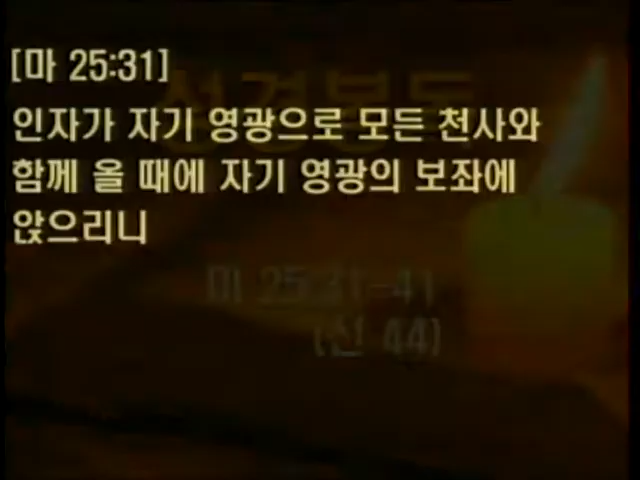 [마 25:31]
인자가 자기 영광으로 모든 천사와
함께 올 때에 자기 영광의 보좌에
앉으리니
성경봉독
마 25:31-41
(신 44)